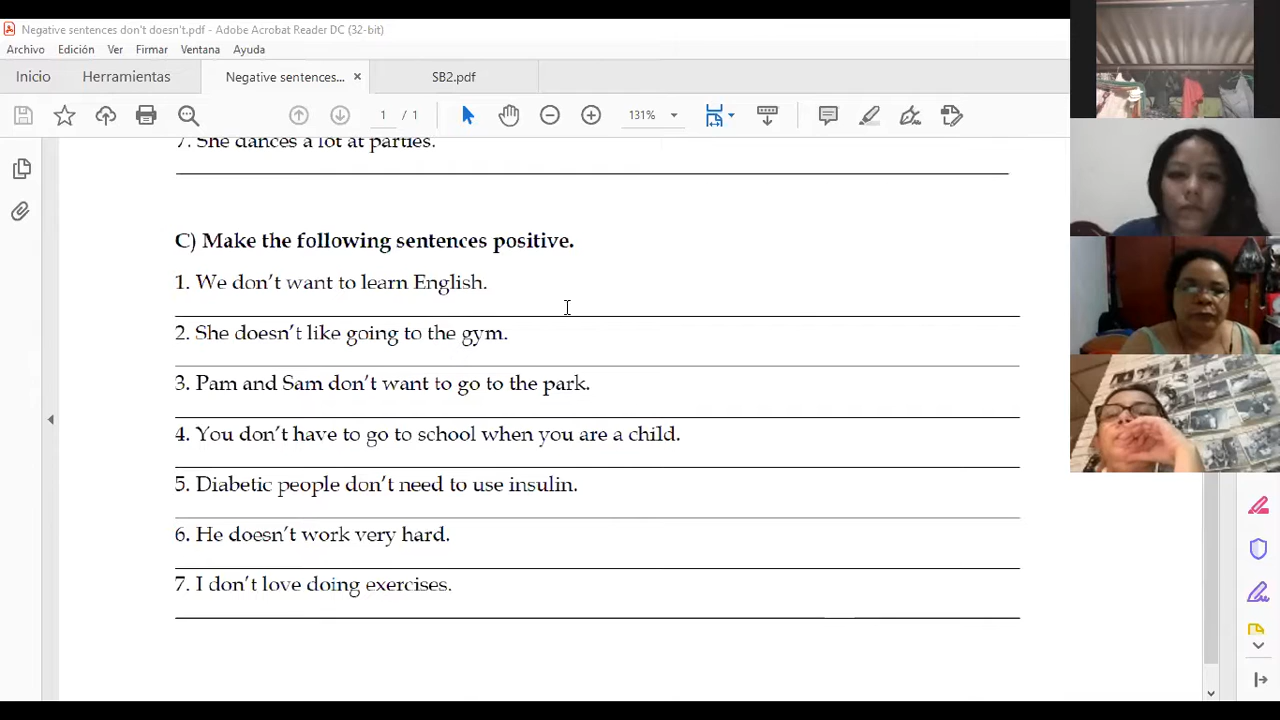 Negative sentences don't doesn't.pdf - Adobe Acrobat Reader DC (32-bit)
Archivo Edición Ver Firmar Ventana Ayuda
Inicio Herramientas Negative sentences... × SB2.pdf
1 / 1 131%
7. She dances a lot at parties.
C) Make the following sentences positive.
1. We don't want to learn English.
2. She doesn't like going to the gym.
3. Pam and Sam don't want to go to the park.
4. You don't have to go to school when you are a child.
5. Diabetic people don't need to use insulin.
6. He doesn't work very hard.
7. I don't love doing exercises.